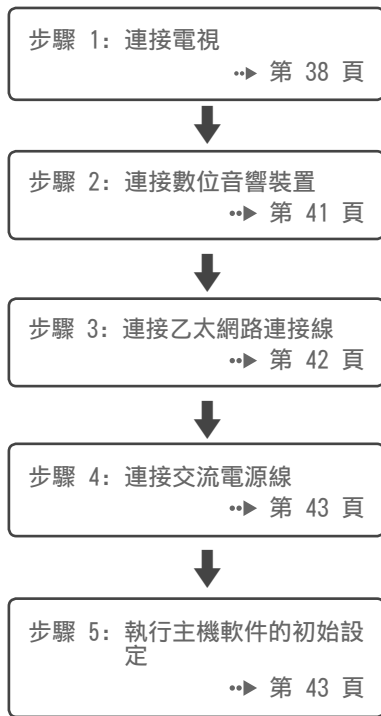 步驟 1: 連接電視
··▶ 第 38 頁
步驟 2: 連接數位音響裝置
··▶ 第 41 頁
步驟 3: 連接乙太網路連接線
··▶ 第 42 頁
步驟 4: 連接交流電源線
··▶ 第 43 頁
步驟 5: 執行主機軟件的初始設
定
··▶ 第 43 頁